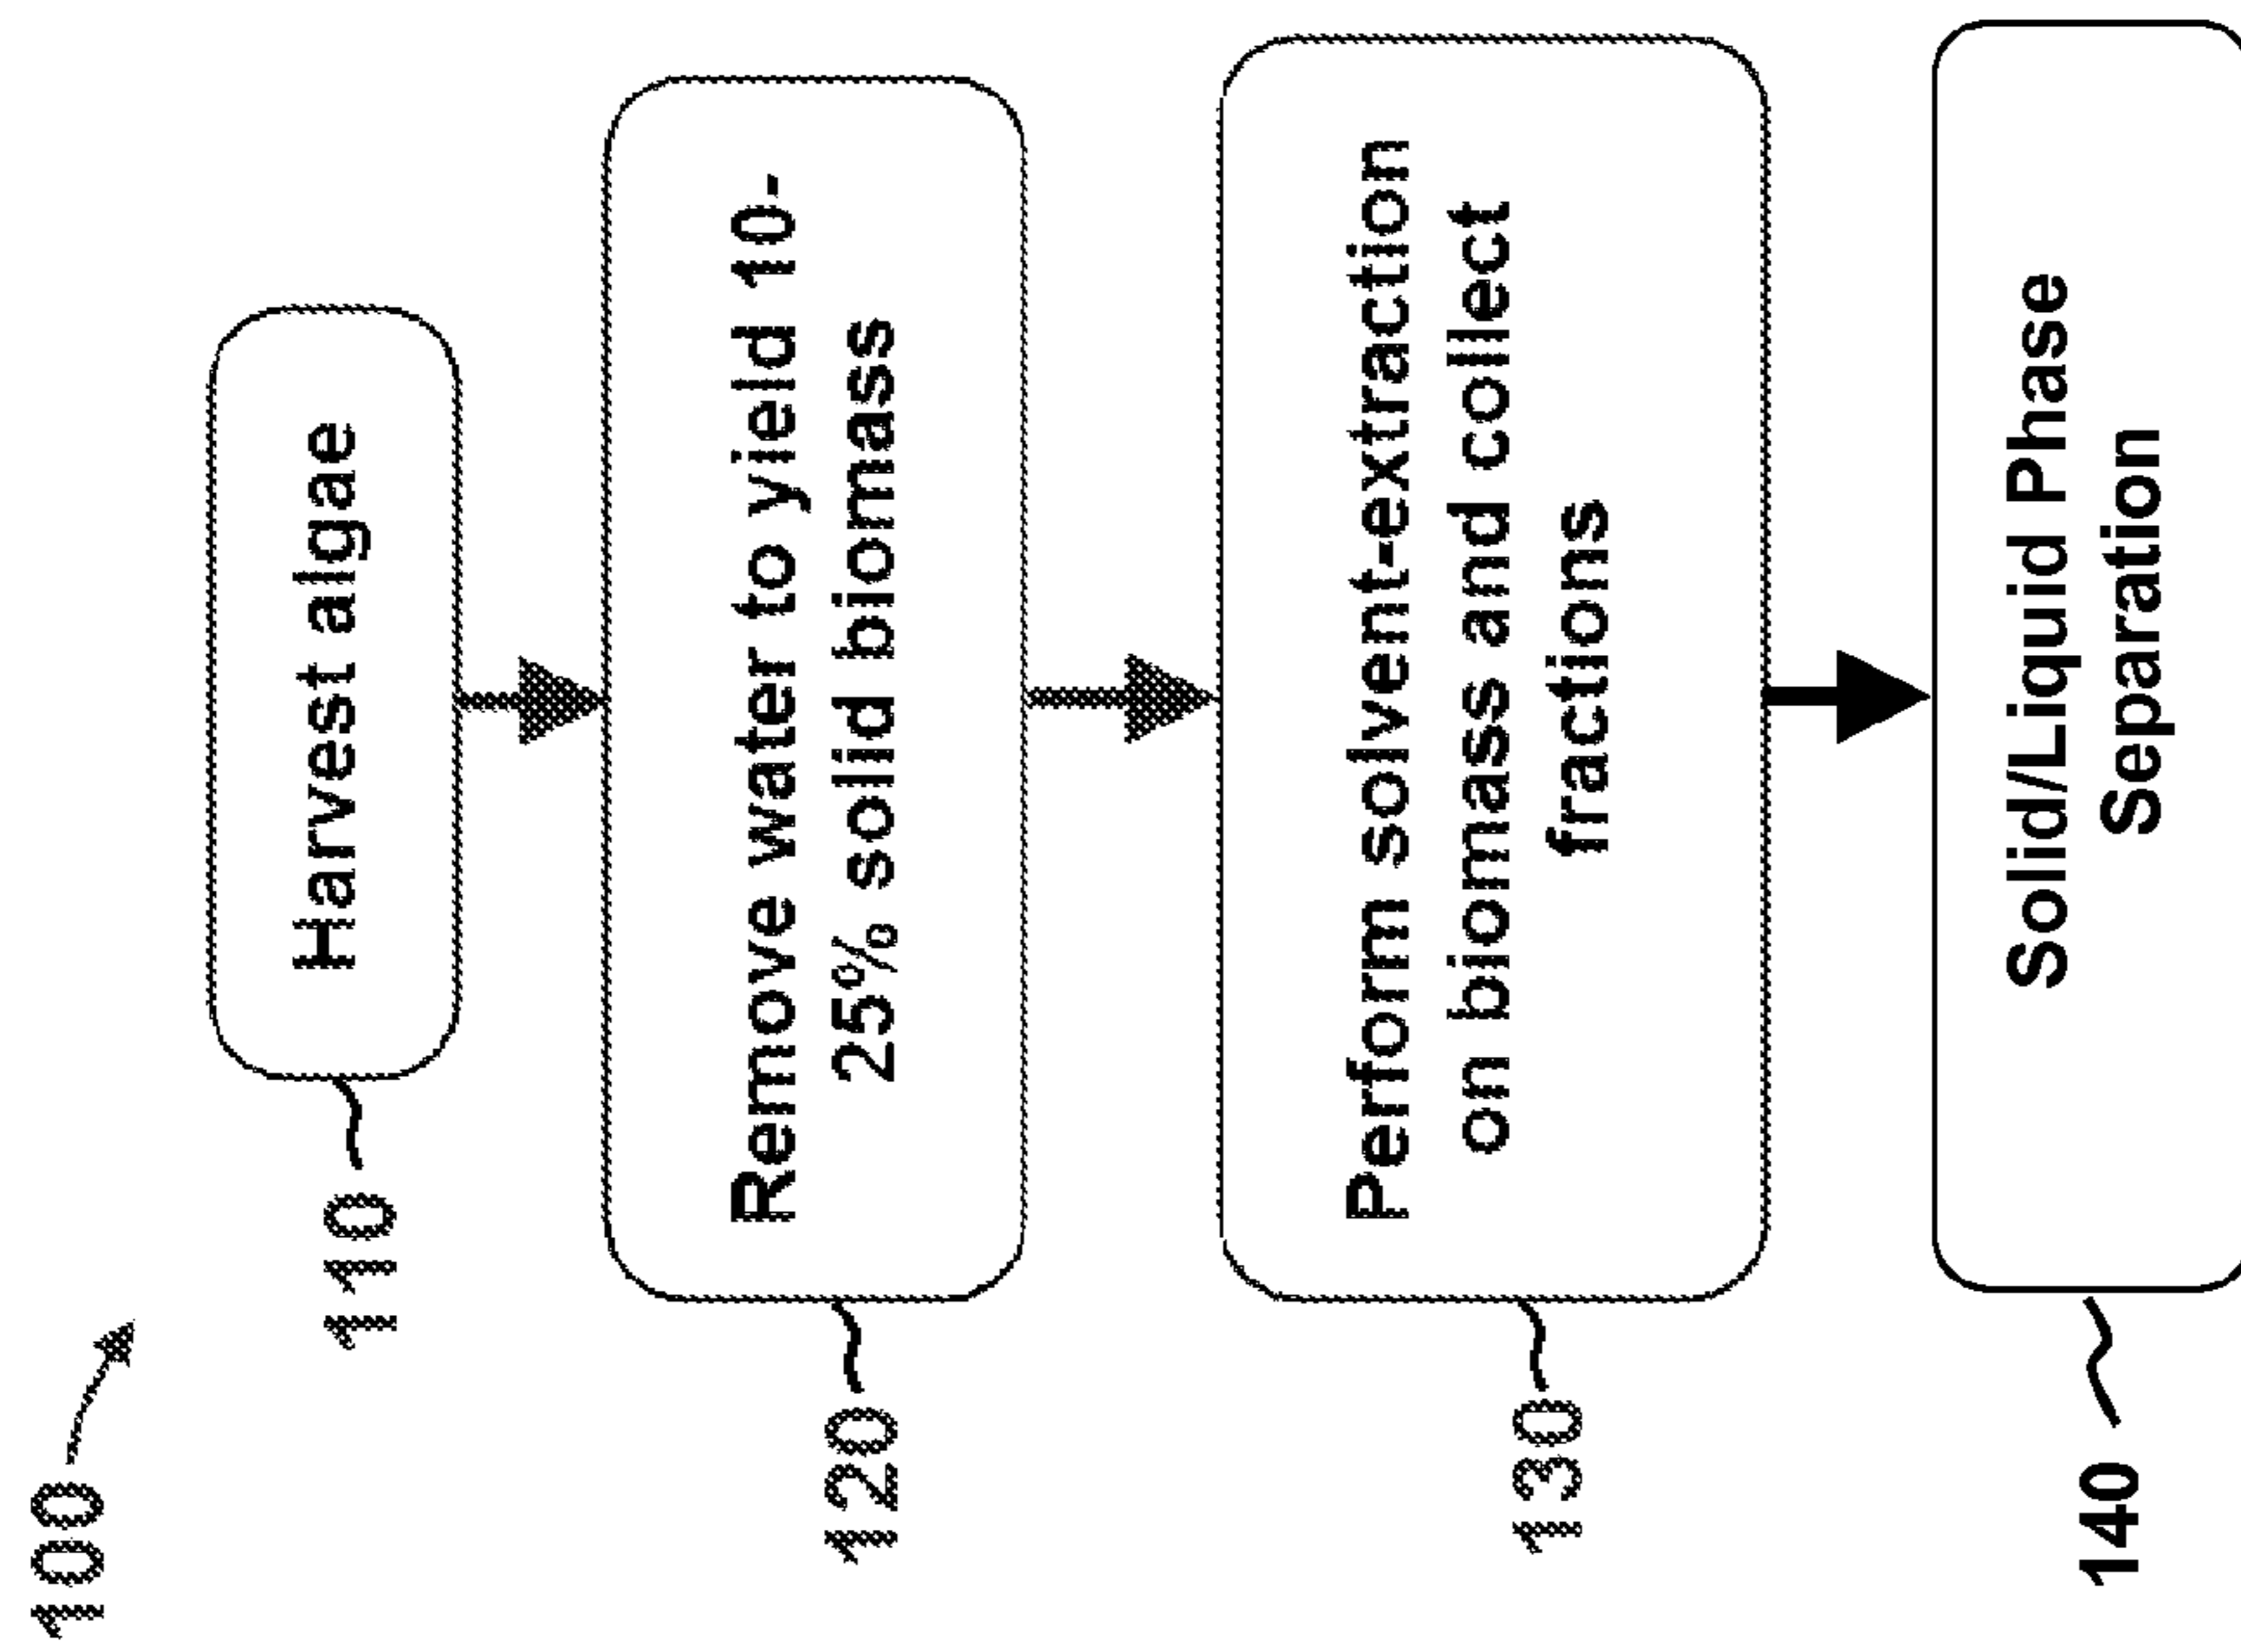 100
110
Harvest algae
120
Remove water to yield 10-
25% solid biomass
130
Perform solvent-extraction
on biomass and collect
fractions
140
Solid/Liquid Phase
Separation